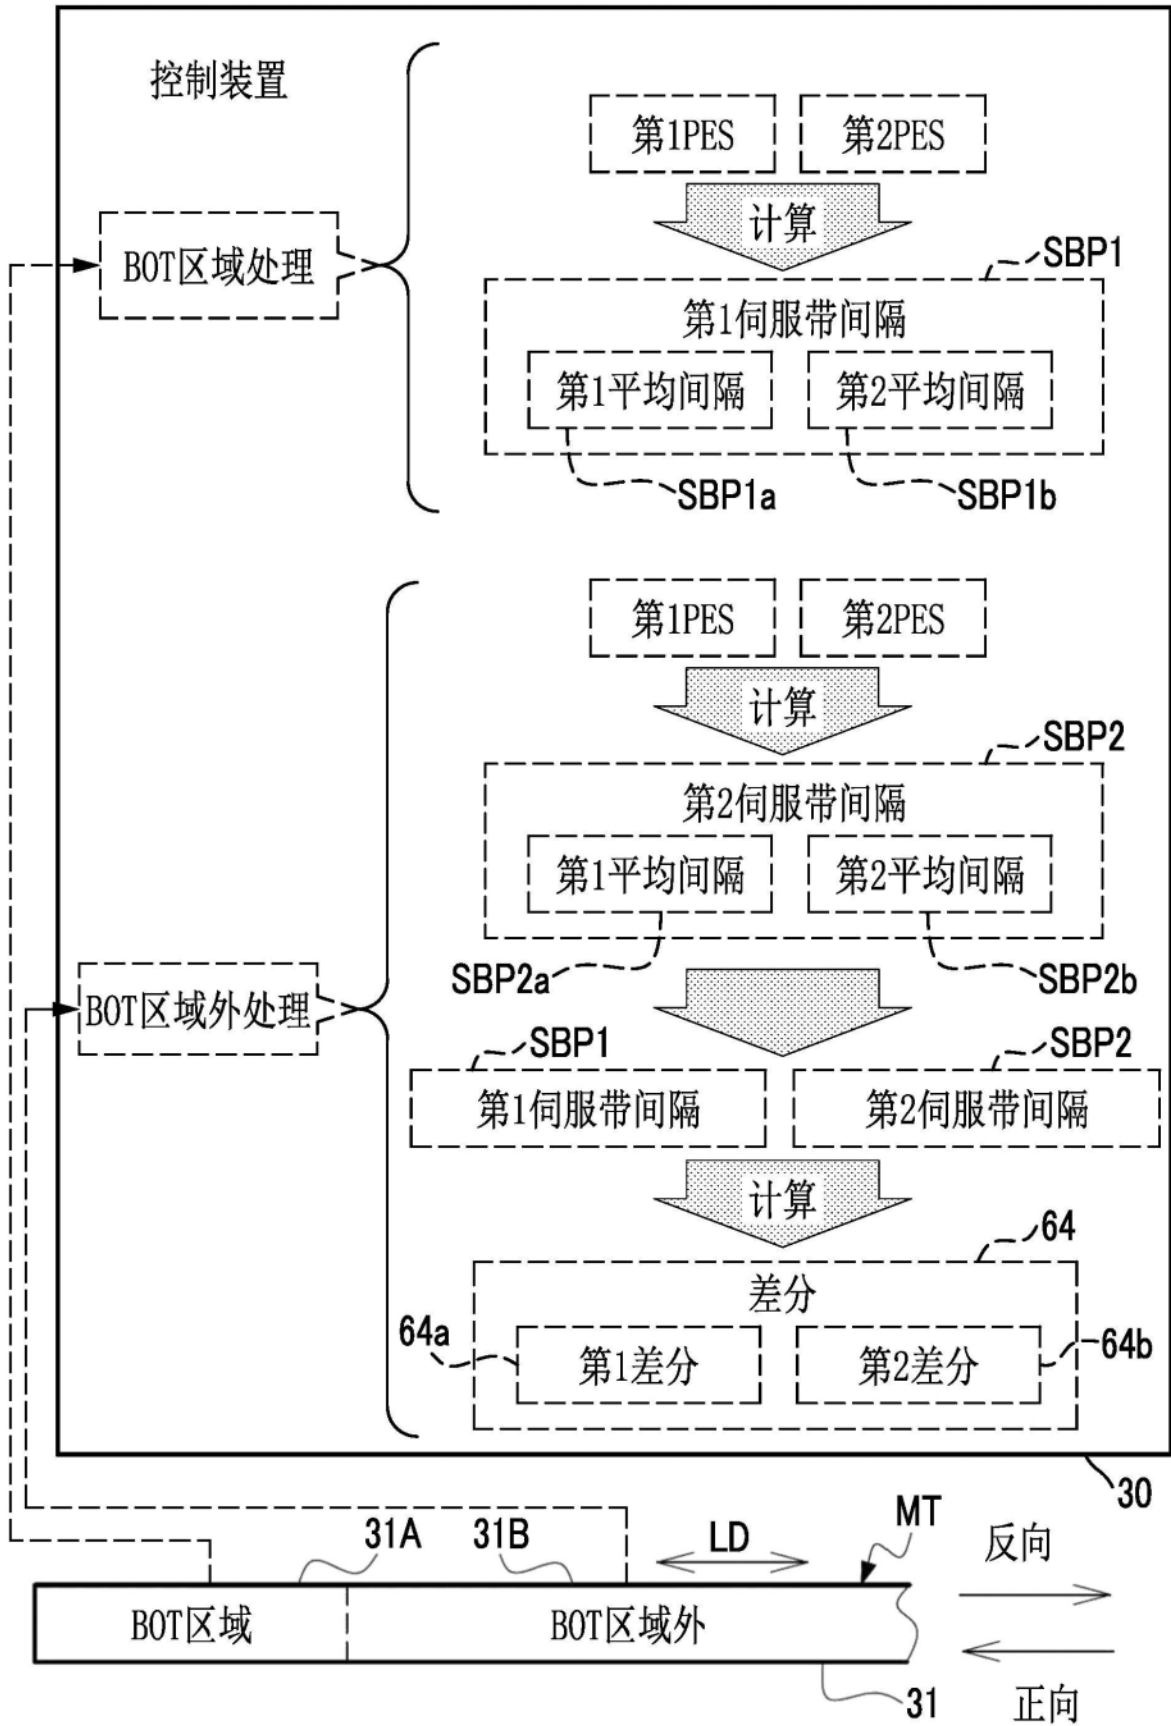 控制装置
第1PES
第2PES
计算
SBP1
BOT区域处理
第1伺服带间隔
第1平均间隔
第2平均间隔
SBP1a
SBP1b
第1PES
第2PES
计算
SBP2
第2伺服带间隔
第1平均间隔
第2平均间隔
SBP2a
SBP2b
BOT区域外处理
SBP1
SBP2
第1伺服带间隔
第2伺服带间隔
计算
64
差分
64a
第1差分
第2差分
64b
30
31A
31B
LD
MT
反向
BOT区域
BOT区域外
31
正向